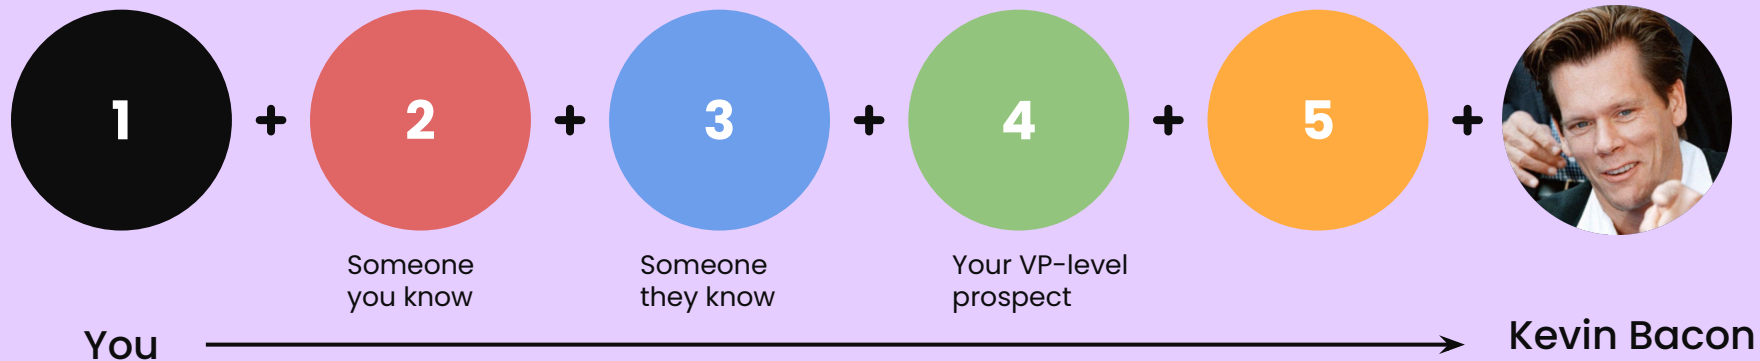 1
2
3
4
5
Someone
you know
Someone
they know
Your VP-level
prospect
You
Kevin Bacon